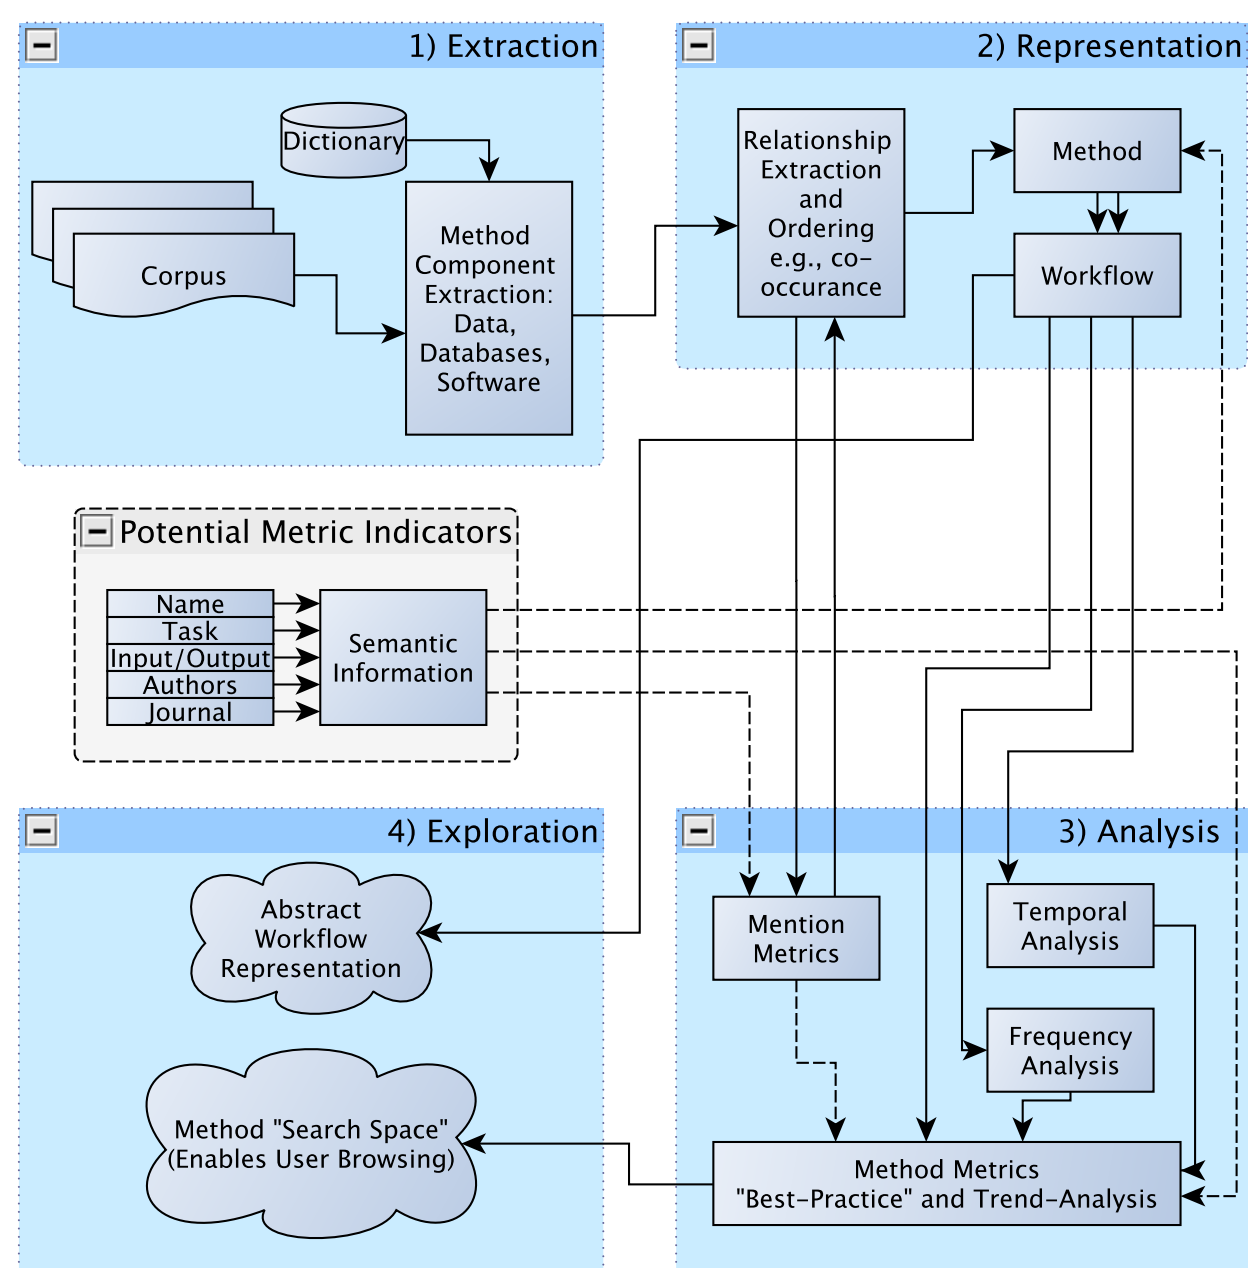 1) Extraction
Dictionary
Corpus
Method
Component
Extraction:
Data,
Databases,
Software
2) Representation
Relationship
Extraction
and
Ordering
e.g., co-
occurance
Method
Workflow
Potential Metric Indicators
Name
Task
Input/Output
Authors
Journal
Semantic
Information
4) Exploration
Abstract
Workflow
Representation
Method "Search Space"
(Enables User Browsing)
3) Analysis
Mention
Metrics
Temporal
Analysis
Frequency
Analysis
Method Metrics
"Best-Practice" and Trend-Analysis